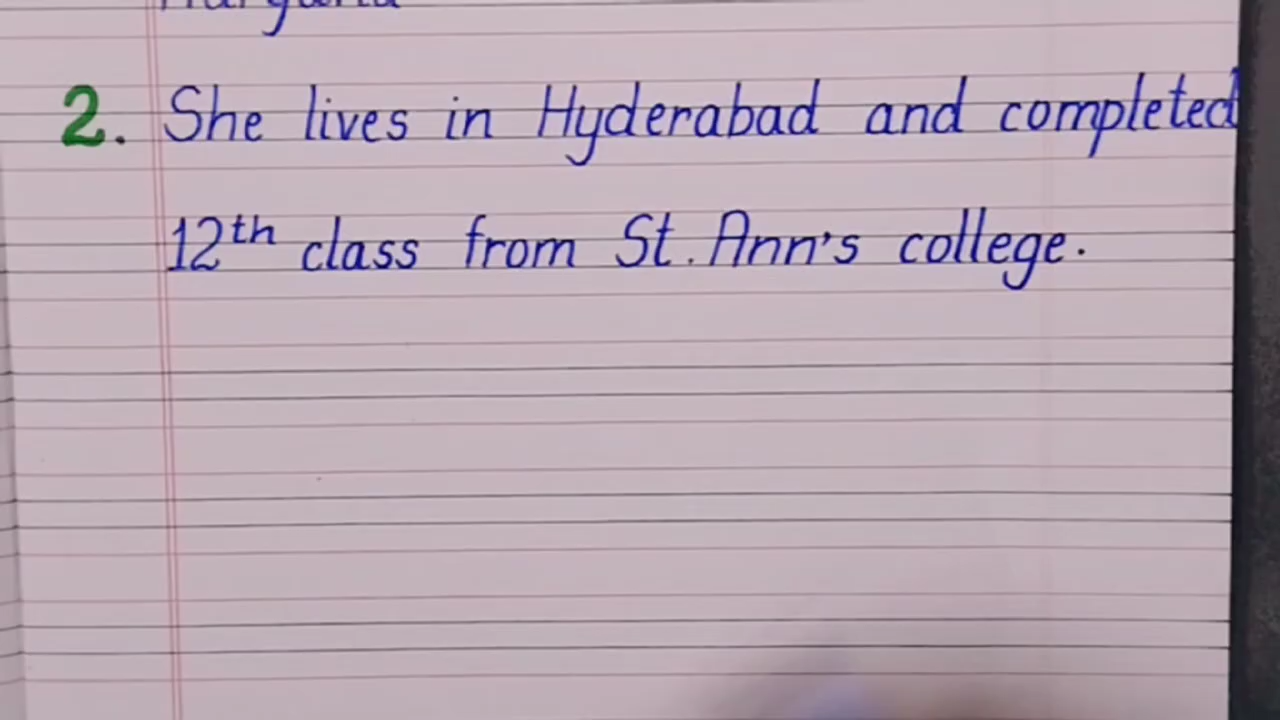 2. She lives in Hyderabad and completed
12th class from St. Ann's college.